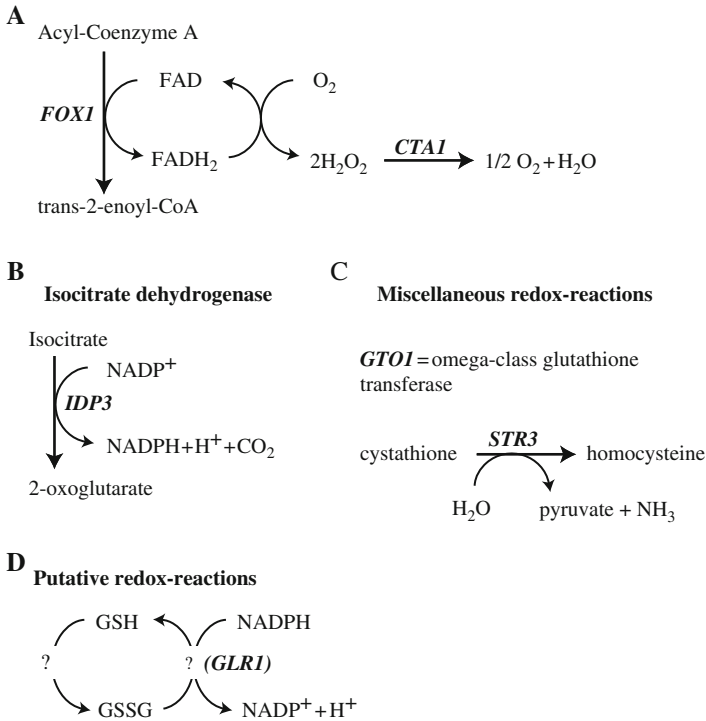 A
Acyl-Coenzyme A
FAD
O₂
FOX1
FADH₂
2H₂O₂
CTA1
1/2 O₂+H₂O
trans-2-enoyl-CoA
B
Isocitrate dehydrogenase
Isocitrate
NADP⁺
IDP3
NADPH+H⁺+CO₂
2-oxoglutarate
C
Miscellaneous redox-reactions
GTO1=omega-class glutathione
transferase
cystathione
STR3
homocysteine
H₂O
pyruvate + NH₃
D
Putative redox-reactions
GSH
NADPH
?
? (GLR1)
GSSG
NADP⁺+H⁺